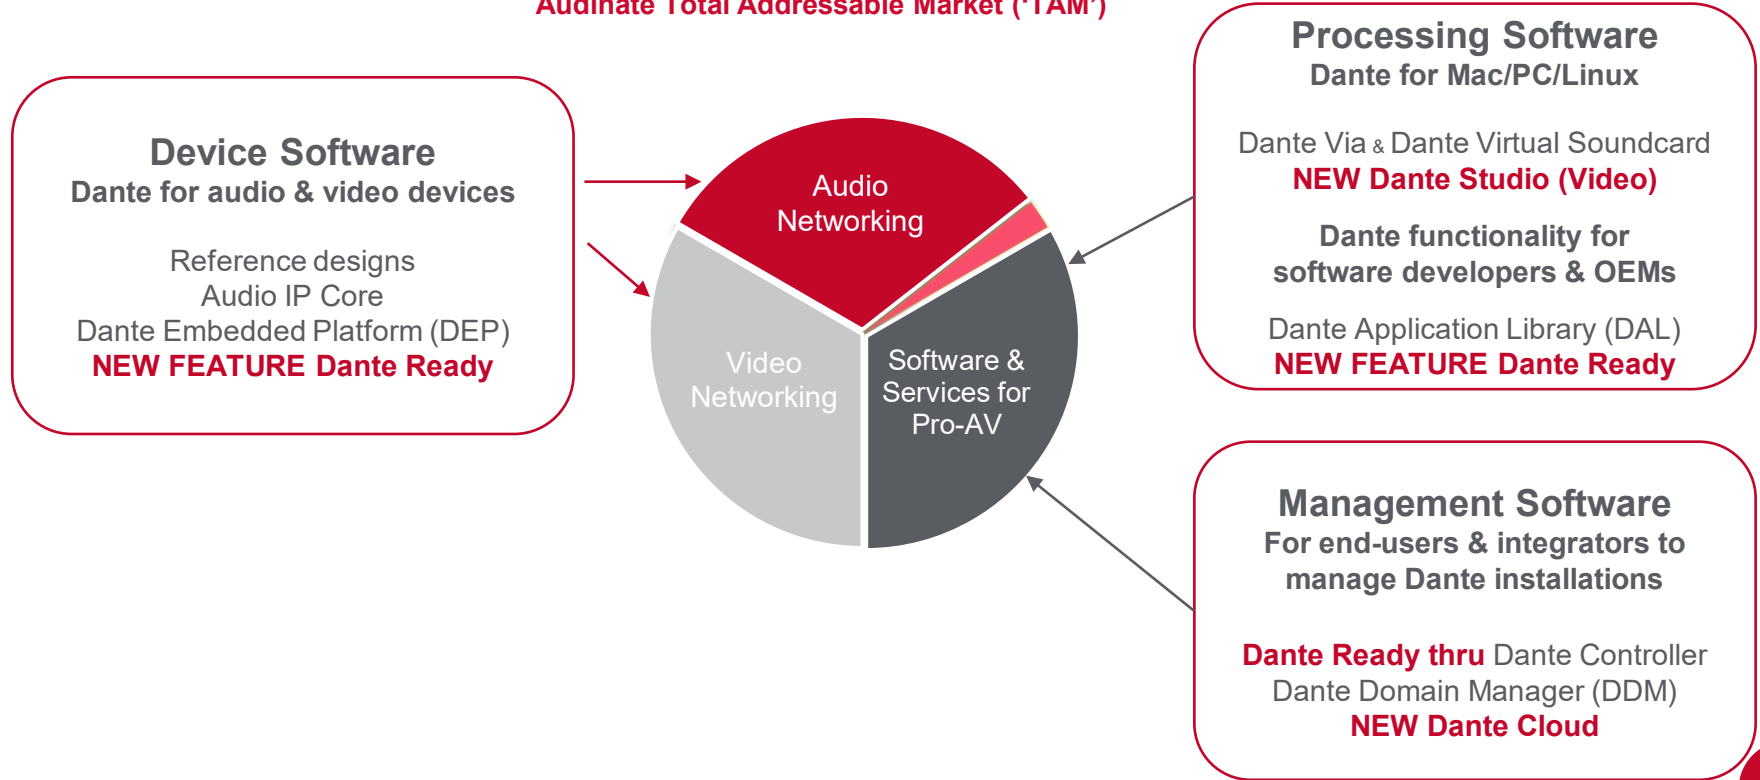 Audinate Total Addressable Market (‘TAM’)
Device Software
Dante for audio & video devices
Reference designs
Audio IP Core
Dante Embedded Platform (DEP)
NEW FEATURE Dante Ready
Audio
Networking
Video
Networking
Software &
Services for
Pro-AV
Processing Software
Dante for Mac/PC/Linux
Dante Via & Dante Virtual Soundcard
NEW Dante Studio (Video)
Dante functionality for
software developers & OEMs
Dante Application Library (DAL)
NEW FEATURE Dante Ready
Management Software
For end-users & integrators to
manage Dante installations
Dante Ready thru Dante Controller
Dante Domain Manager (DDM)
NEW Dante Cloud